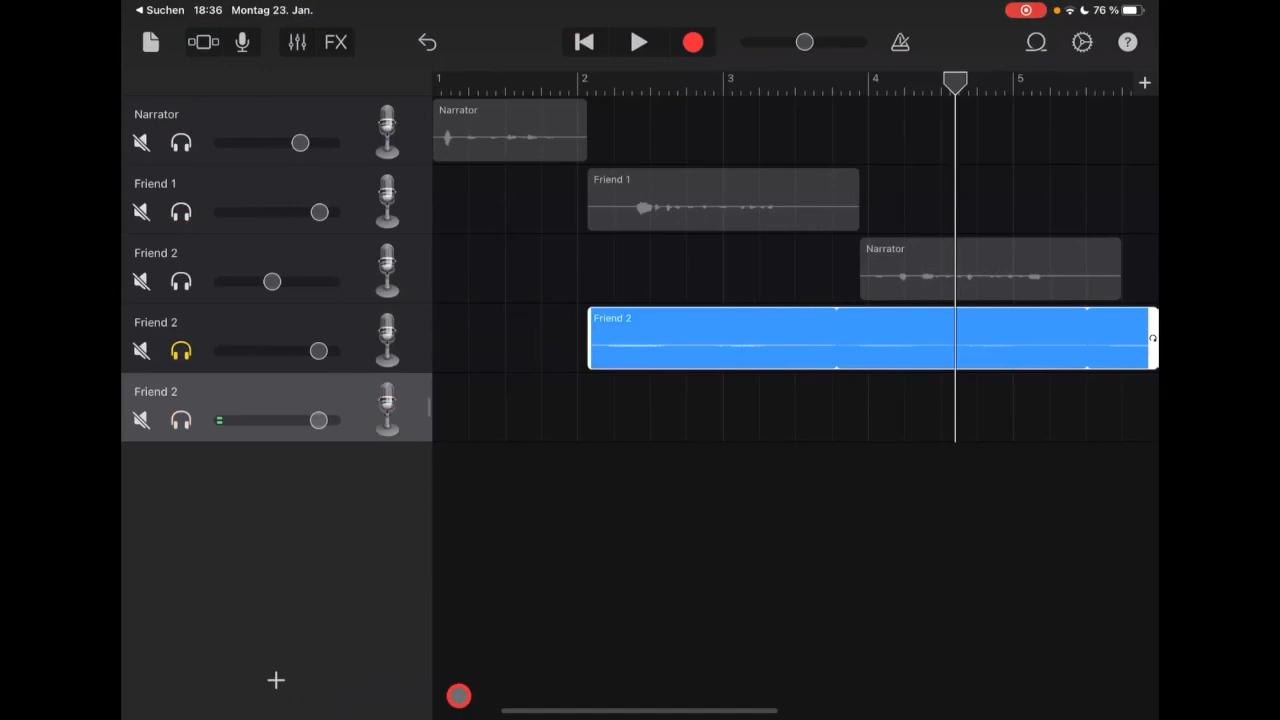 Suchen 18:36 Montag 23. Jan. 76 %
FX ?
1 2 3 4 5
Narrator
Narrator
Friend 1
Friend 1
Friend 2
Narrator
Friend 2
Friend 2
Friend 2